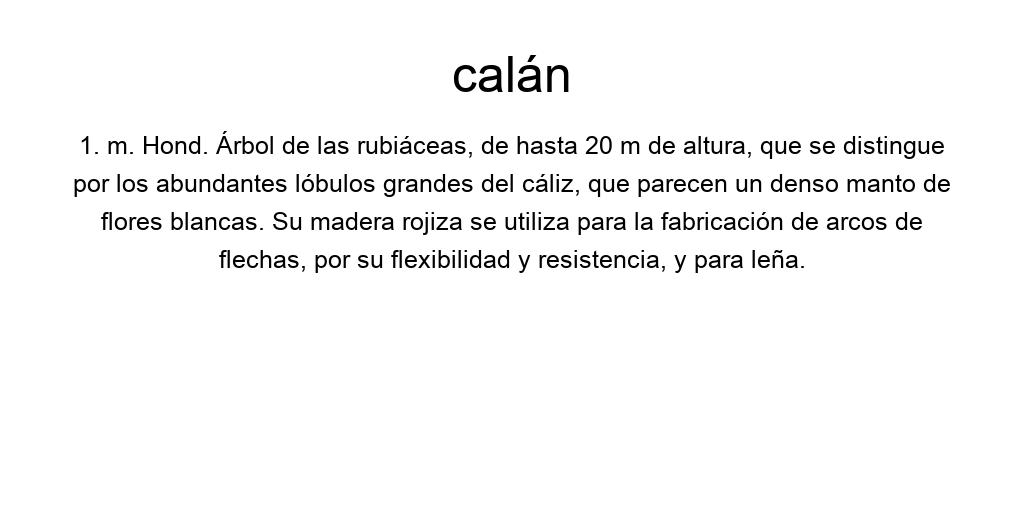 calán
1. m. Hond. Árbol de las rubiáceas, de hasta 20 m de altura, que se distingue
por los abundantes lóbulos grandes del cáliz, que parecen un denso manto de
flores blancas. Su madera rojiza se utiliza para la fabricación de arcos de
flechas, por su flexibilidad y resistencia, y para leña.